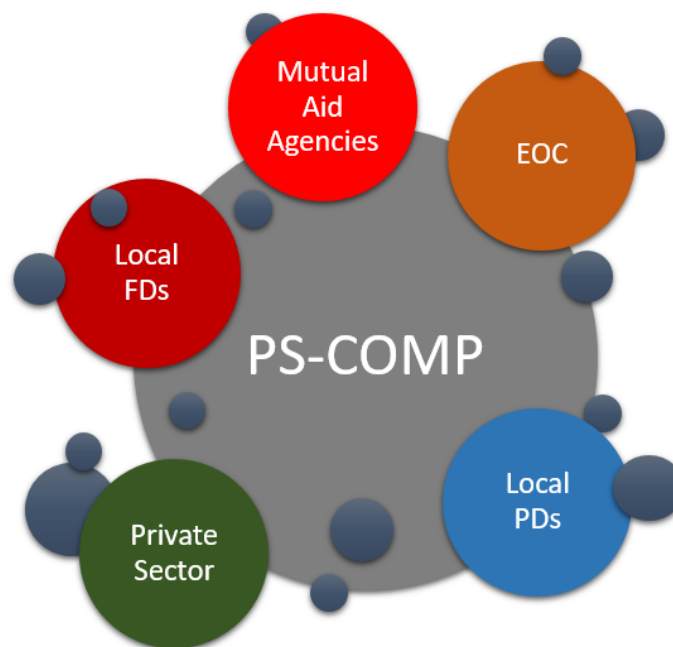 Mutual
Aid
Agencies
EOC
Local
FDs
PS-COMP
Local
PDs
Private
Sector